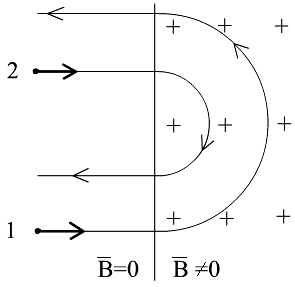 + + +
2
+ + +
+ + +
1
B̅=0 B̅ ≠0